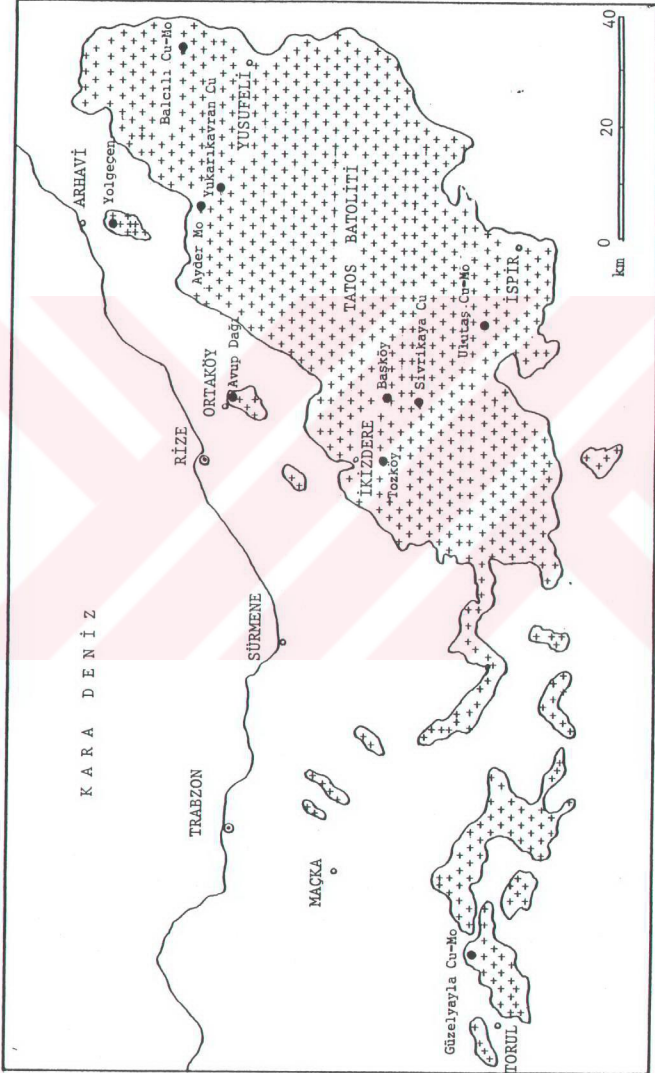 KARA DENİZ
TRABZON
SÜRMENE
RİZE
ARHAVİ
Yolgeçen
ORTAKÖY
Avup Dağı
MAÇKA
İKİZDERE
Tozköy
Başköy
Sivrikaya Cu
Ayder Mo
Yukarıkavran Cu
Balcılı Cu-Mo
YUSUFELİ
TATOS BATOLİTİ
Ulutaş Cu-Mo
İSPİR
Güzelyayla Cu-Mo
TORUL
km 0 20 40